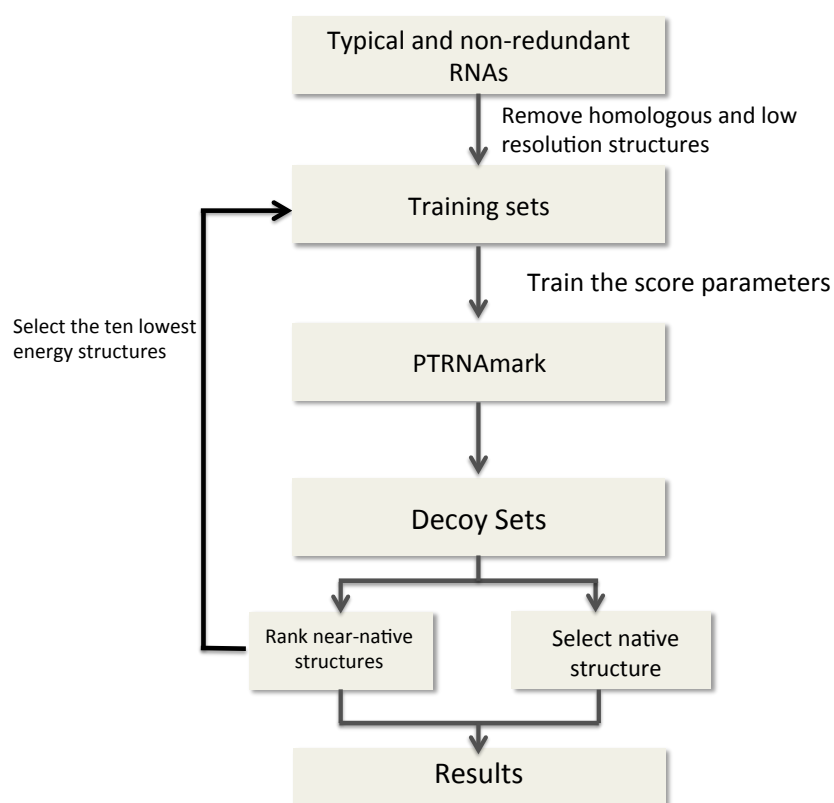 Typical and non-redundant
RNAs
Remove homologous and low
resolution structures
Training sets
Train the score parameters
Select the ten lowest
energy structures
PTRNAmark
Decoy Sets
Rank near-native
structures
Select native
structure
Results